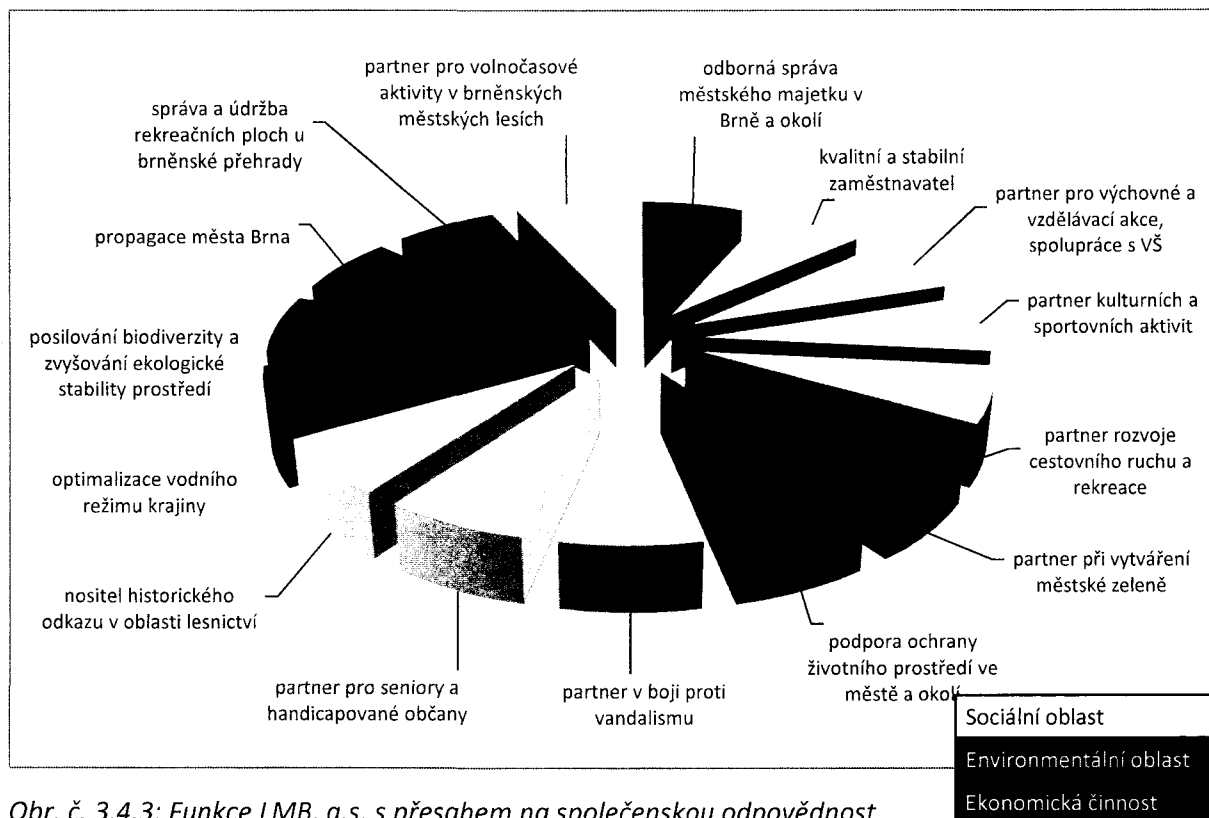 partner pro volnočasové
aktivity v brněnských
městských lesích
odborná správa
městského majetku v
Brně a okolí
kvalitní a stabilní
zaměstnavatel
partner pro výchovné a
vzdělávací akce,
spolupráce s VŠ
partner kulturních a
sportovních aktivit
partner rozvoje
cestovního ruchu a
rekreace
partner při vytváření
městské zeleně
podpora ochrany
životního prostředí ve
městě a okolí
partner v boji proti
vandalismu
partner pro seniory a
handicapované občany
nositel historického
odkazu v oblasti lesnictví
optimalizace vodního
režimu krajiny
posilování biodiverzity a
zvyšování ekologické
stability prostředí
propagace města Brna
správa a údržba
rekreačních ploch u
brněnské přehrady
Sociální oblast
Environmentální oblast
Ekonomická činnost
Obr. č. 3.4.3: Funkce LMB, a.s. s přesahem na společenskou odpovědnost